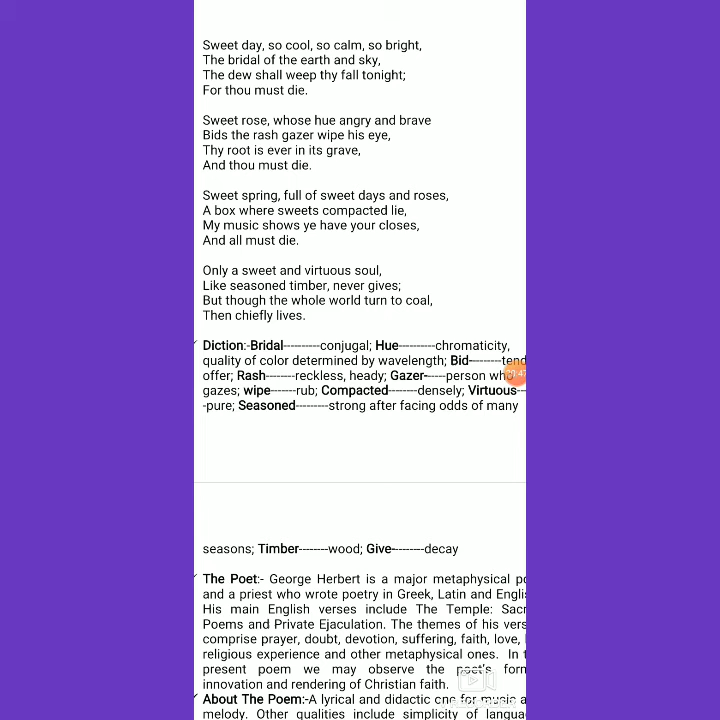 Sweet day, so cool, so calm, so bright,
The bridal of the earth and sky,
The dew shall weep thy fall tonight;
For thou must die.
Sweet rose, whose hue angry and brave
Bids the rash gazer wipe his eye,
Thy root is ever in its grave,
And thou must die.
Sweet spring, full of sweet days and roses,
A box where sweets compacted lie,
My music shows ye have your closes,
And all must die.
Only a sweet and virtuous soul,
Like seasoned timber, never gives;
But though the whole world turn to coal,
Then chiefly lives.
Diction:-Bridal----------conjugal; Hue----------chromaticity,
quality of color determined by wavelength; Bid---------tend
offer; Rash--------reckless, heady; Gazer------person who
gazes; wipe-------rub; Compacted--------densely; Virtuous---
-pure; Seasoned---------strong after facing odds of many
seasons; Timber--------wood; Give---------decay
The Poet:- George Herbert is a major metaphysical
and a priest who wrote poetry in Greek, Latin and
His main English verses include The Temple:
Poems and Private Ejaculation. The themes of his
comprise prayer, doubt, devotion, suffering, faith, love,
religious experience and other metaphysical ones. In
present poem we may observe the poet's
innovation and rendering of Christian faith.
About The Poem:-A lyrical and didactic one for music
melody. Other qualities include simplicity of